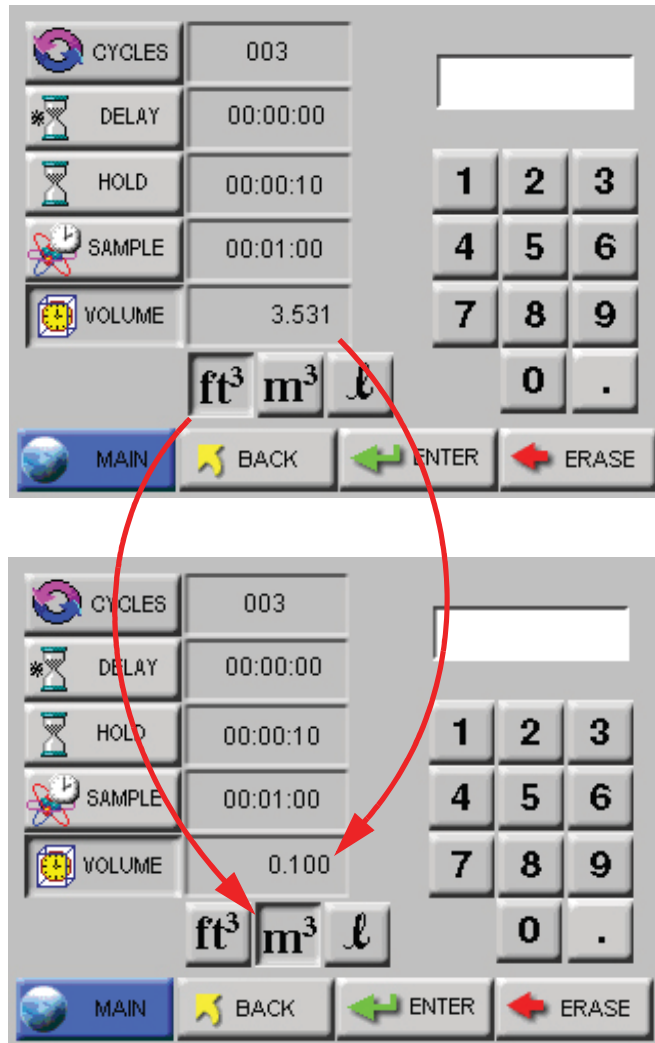 CYCLES 003
DELAY 00:00:00
HOLD 00:00:10 1 2 3
SAMPLE 00:01:00 4 5 6
VOLUME 3.531 7 8 9
ft³ m³ ℓ 0 .
MAIN BACK ENTER ERASE
CYCLES 003
DELAY 00:00:00
HOLD 00:00:10 1 2 3
SAMPLE 00:01:00 4 5 6
VOLUME 0.100 7 8 9
ft³ m³ ℓ 0 .
MAIN BACK ENTER ERASE